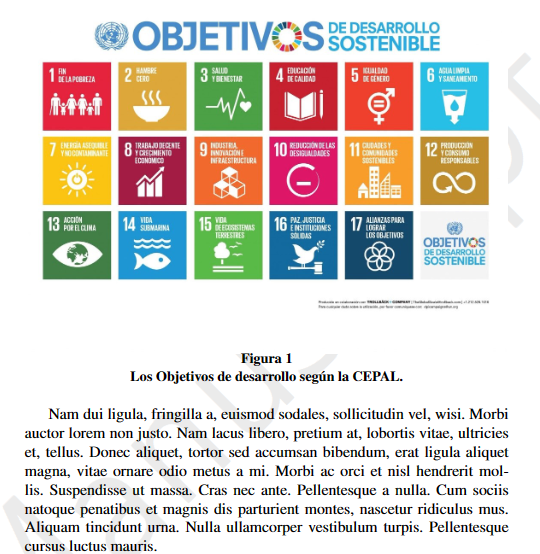 OBJETIVOS DE DESARROLLO
SOSTENIBLE
1 FIN
DE LA POBREZA
2 HAMBRE
CERO
3 SALUD
Y BIENESTAR
4 EDUCACIÓN
DE CALIDAD
5 IGUALDAD
DE GÉNERO
6 AGUA LIMPIA
Y SANEAMIENTO
7 ENERGÍA ASEQUIBLE
Y NO CONTAMINANTE
8 TRABAJO DECENTE
Y CRECIMIENTO
ECONÓMICO
9 INDUSTRIA,
INNOVACIÓN E
INFRAESTRUCTURA
10 REDUCCIÓN DE LAS
DESIGUALDADES
11 CIUDADES Y
COMUNIDADES
SOSTENIBLES
12 PRODUCCIÓN
Y CONSUMO
RESPONSABLES
13 ACCIÓN
POR EL CLIMA
14 VIDA
SUBMARINA
15 VIDA
DE ECOSISTEMAS
TERRESTRES
16 PAZ, JUSTICIA
E INSTITUCIONES
SÓLIDAS
17 ALIANZAS PARA
LOGRAR
LOS OBJETIVOS
OBJETIVOS
DE DESARROLLO
SOSTENIBLE
Figura 1
Los Objetivos de desarrollo según la CEPAL.
Nam dui ligula, fringilla a, euismod sodales, sollicitudin vel, wisi. Morbi
auctor lorem non justo. Nam lacus libero, pretium at, lobortis vitae, ultricies
et, tellus. Donec aliquet, tortor sed accumsan bibendum, erat ligula aliquet
magna, vitae ornare odio metus a mi. Morbi ac orci et nisl hendrerit mol-
lis. Suspendisse ut massa. Cras nec ante. Pellentesque a nulla. Cum sociis
natoque penatibus et magnis dis parturient montes, nascetur ridiculus mus.
Aliquam tincidunt urna. Nulla ullamcorper vestibulum turpis. Pellentesque
cursus luctus mauris.